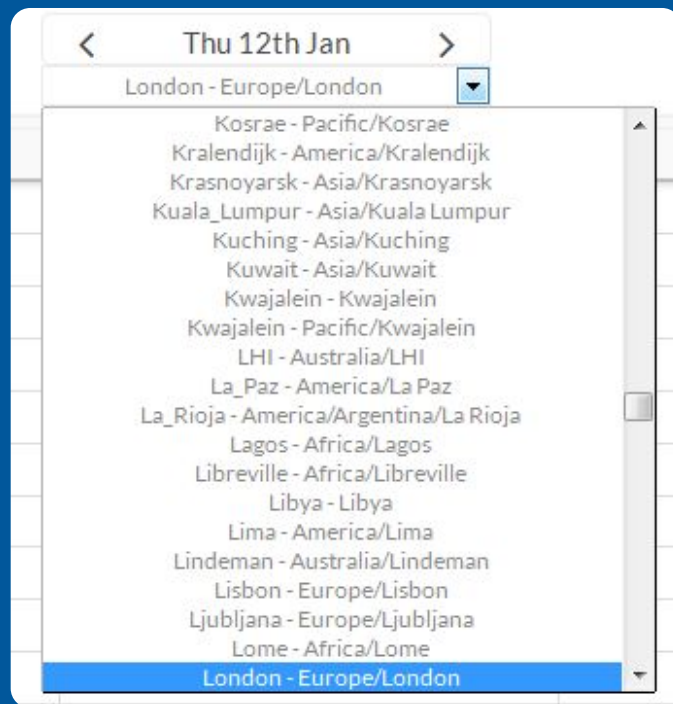 Thu 12th Jan
London - Europe/London
Kosrae - Pacific/Kosrae
Kralendijk - America/Kralendijk
Krasnoyarsk - Asia/Krasnoyarsk
Kuala_Lumpur - Asia/Kuala Lumpur
Kuching - Asia/Kuching
Kuwait - Asia/Kuwait
Kwajalein - Kwajalein
Kwajalein - Pacific/Kwajalein
LHI - Australia/LHI
La_Paz - America/La Paz
La_Rioja - America/Argentina/La Rioja
Lagos - Africa/Lagos
Libreville - Africa/Libreville
Libya - Libya
Lima - America/Lima
Lindeman - Australia/Lindeman
Lisbon - Europe/Lisbon
Ljubljana - Europe/Ljubljana
Lome - Africa/Lome
London - Europe/London